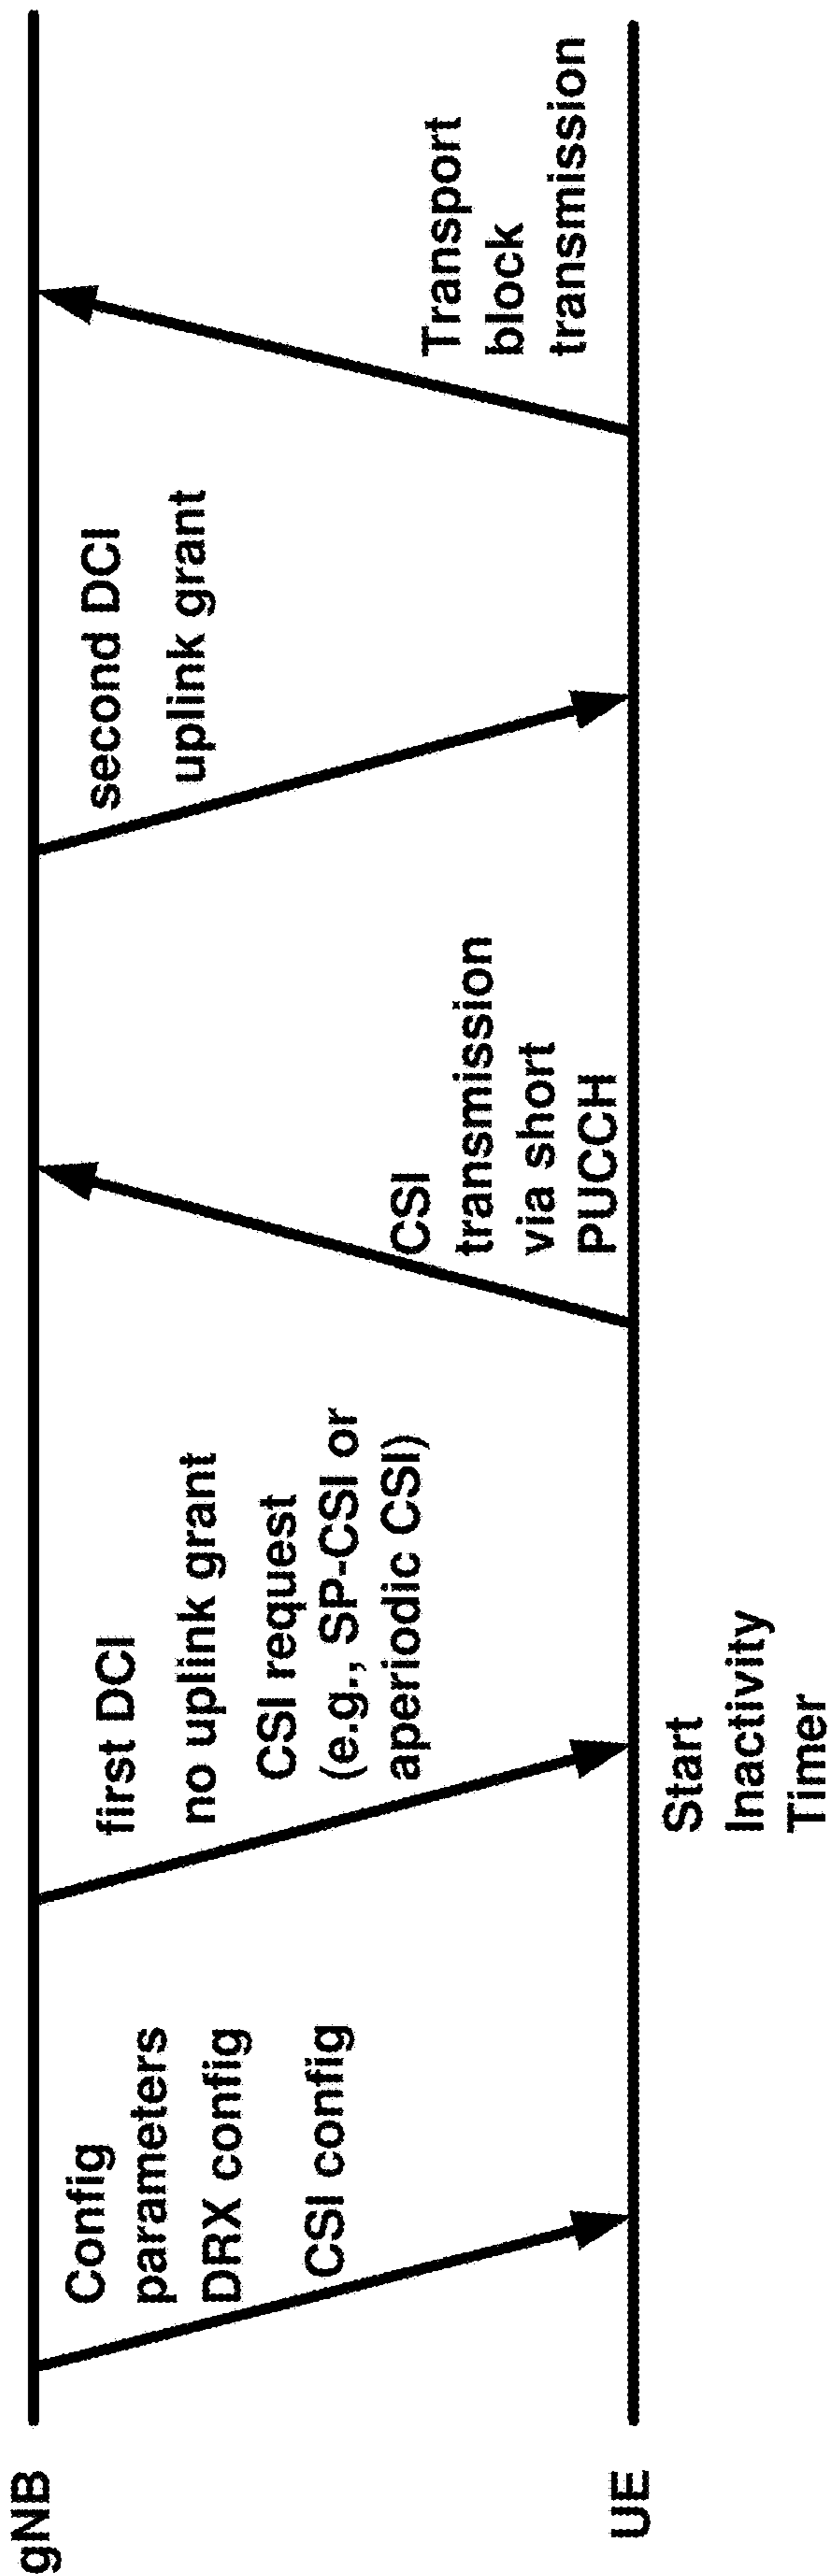 gNB
Config
parameters
DRX config
CSI config
first DCI
no uplink grant
CSI request
(e.g., SP-CSI or
aperiodic CSI)
CSI
transmission
via short
PUCCH
second DCI
uplink grant
Transport
block
transmission
UE
Start
Inactivity
Timer